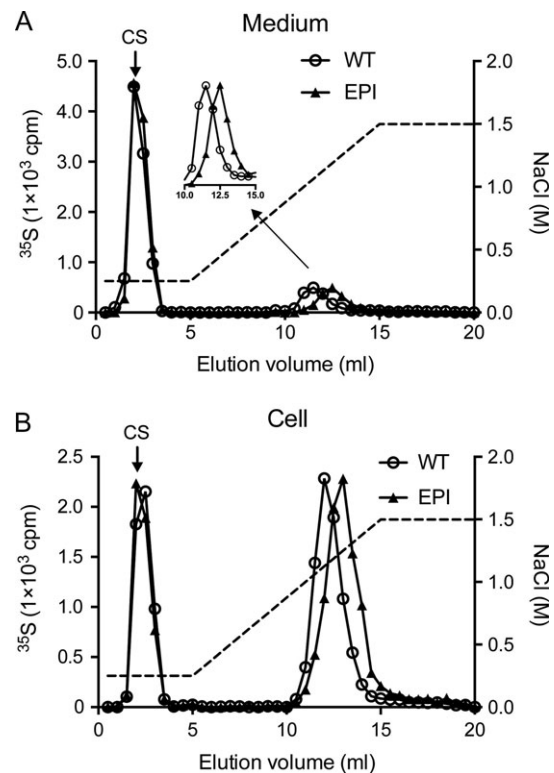 A
Medium
CS
WT
EPI
5.0
4.0
3.0
2.0
1.0
0.0
³⁵S (1×10³ cpm)
2.0
1.5
1.0
0.5
0.0
NaCl (M)
10.0 12.5 15.0
0 5 10 15 20
Elution volume (ml)
B
Cell
CS
WT
EPI
2.5
2.0
1.5
1.0
0.5
0.0
³⁵S (1×10³ cpm)
2.0
1.5
1.0
0.5
0.0
NaCl (M)
0 5 10 15 20
Elution volume (ml)